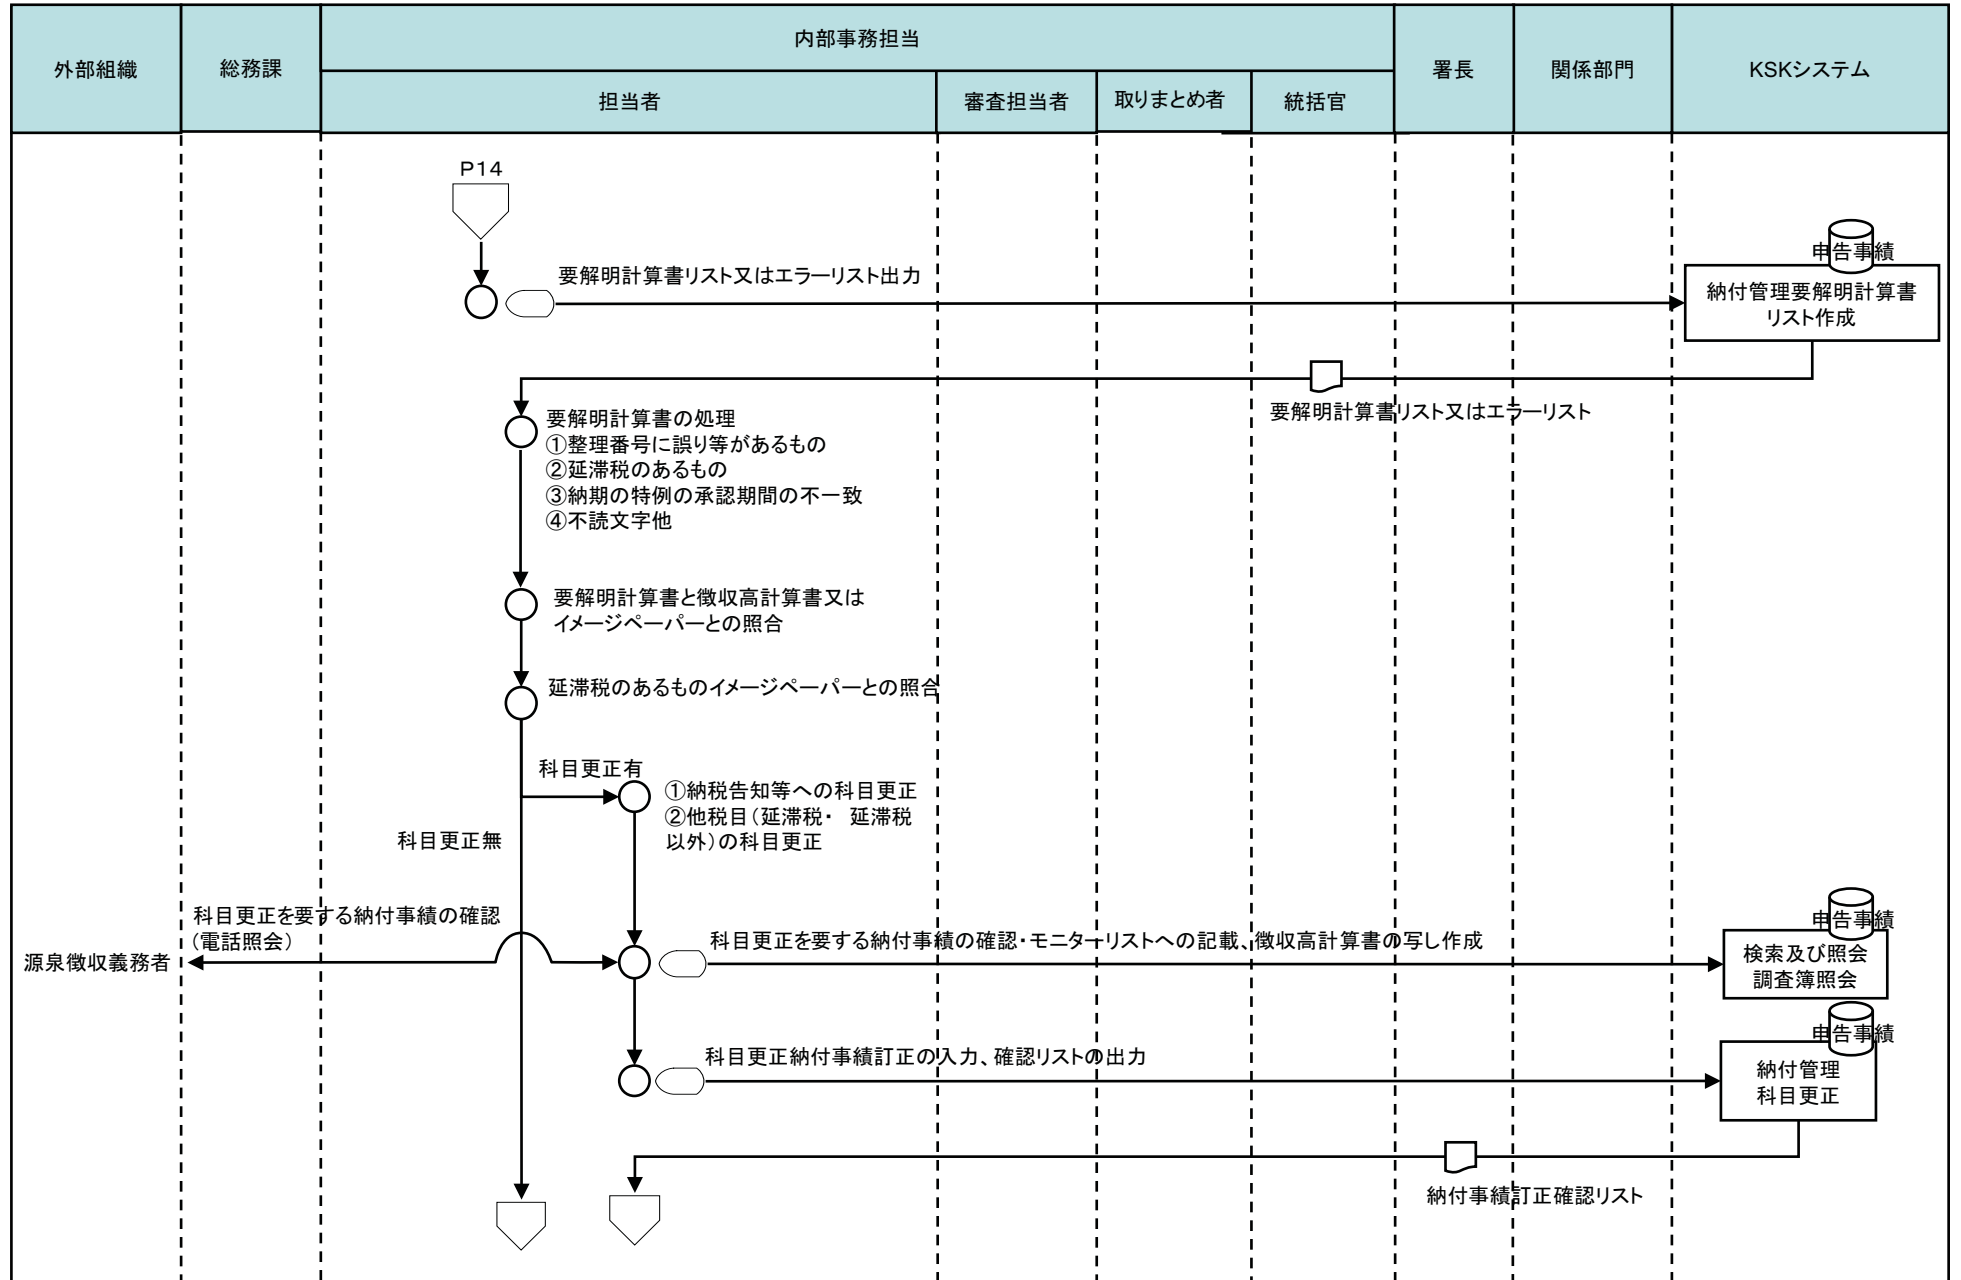 外部組織
総務課
内部事務担当
担当者
審査担当者
取りまとめ者
統括官
署長
関係部門
KSKシステム
P14
要解明計算書リスト又はエラーリスト出力
申告事績
納付管理要解明計算書
リスト作成
要解明計算書リスト又はエラーリスト
要解明計算書の処理
①整理番号に誤り等があるもの
②延滞税のあるもの
③納期の特例の承認期間の不一致
④不読文字他
要解明計算書と徴収高計算書又は
イメージペーパーとの照合
延滞税のあるものイメージペーパーとの照合
科目更正有
①納税告知等への科目更正
②他税目（延滞税・ 延滞税
以外）の科目更正
科目更正無
科目更正を要する納付事績の確認
（電話照会）
源泉徴収義務者
科目更正を要する納付事績の確認・モニターリストへの記載、徴収高計算書の写し作成
申告事績
検索及び照会
調査簿照会
科目更正納付事績訂正の入力、確認リストの出力
申告事績
納付管理
科目更正
納付事績訂正確認リスト